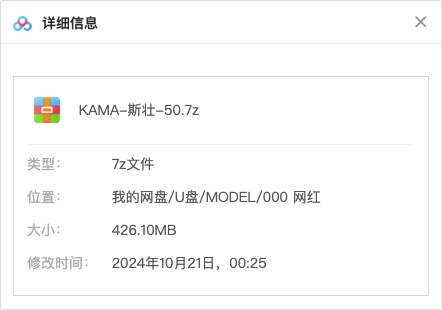 详细信息
KAMA-斯壮-50.7z
类型： 7z文件
位置： 我的网盘/U盘/MODEL/000 网红
大小： 426.10MB
修改时间： 2024年10月21日，00:25